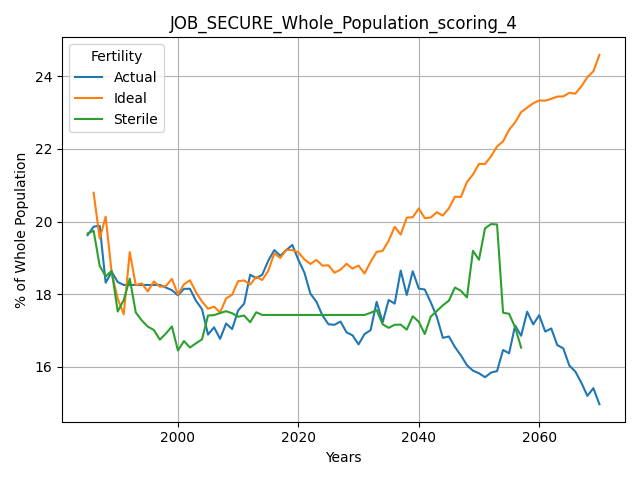 JOB_SECURE_Whole_Population_scoring_4
Fertility
Actual
Ideal
Sterile
% of Whole Population
24
22
20
18
16
2000
2020
2040
2060
Years